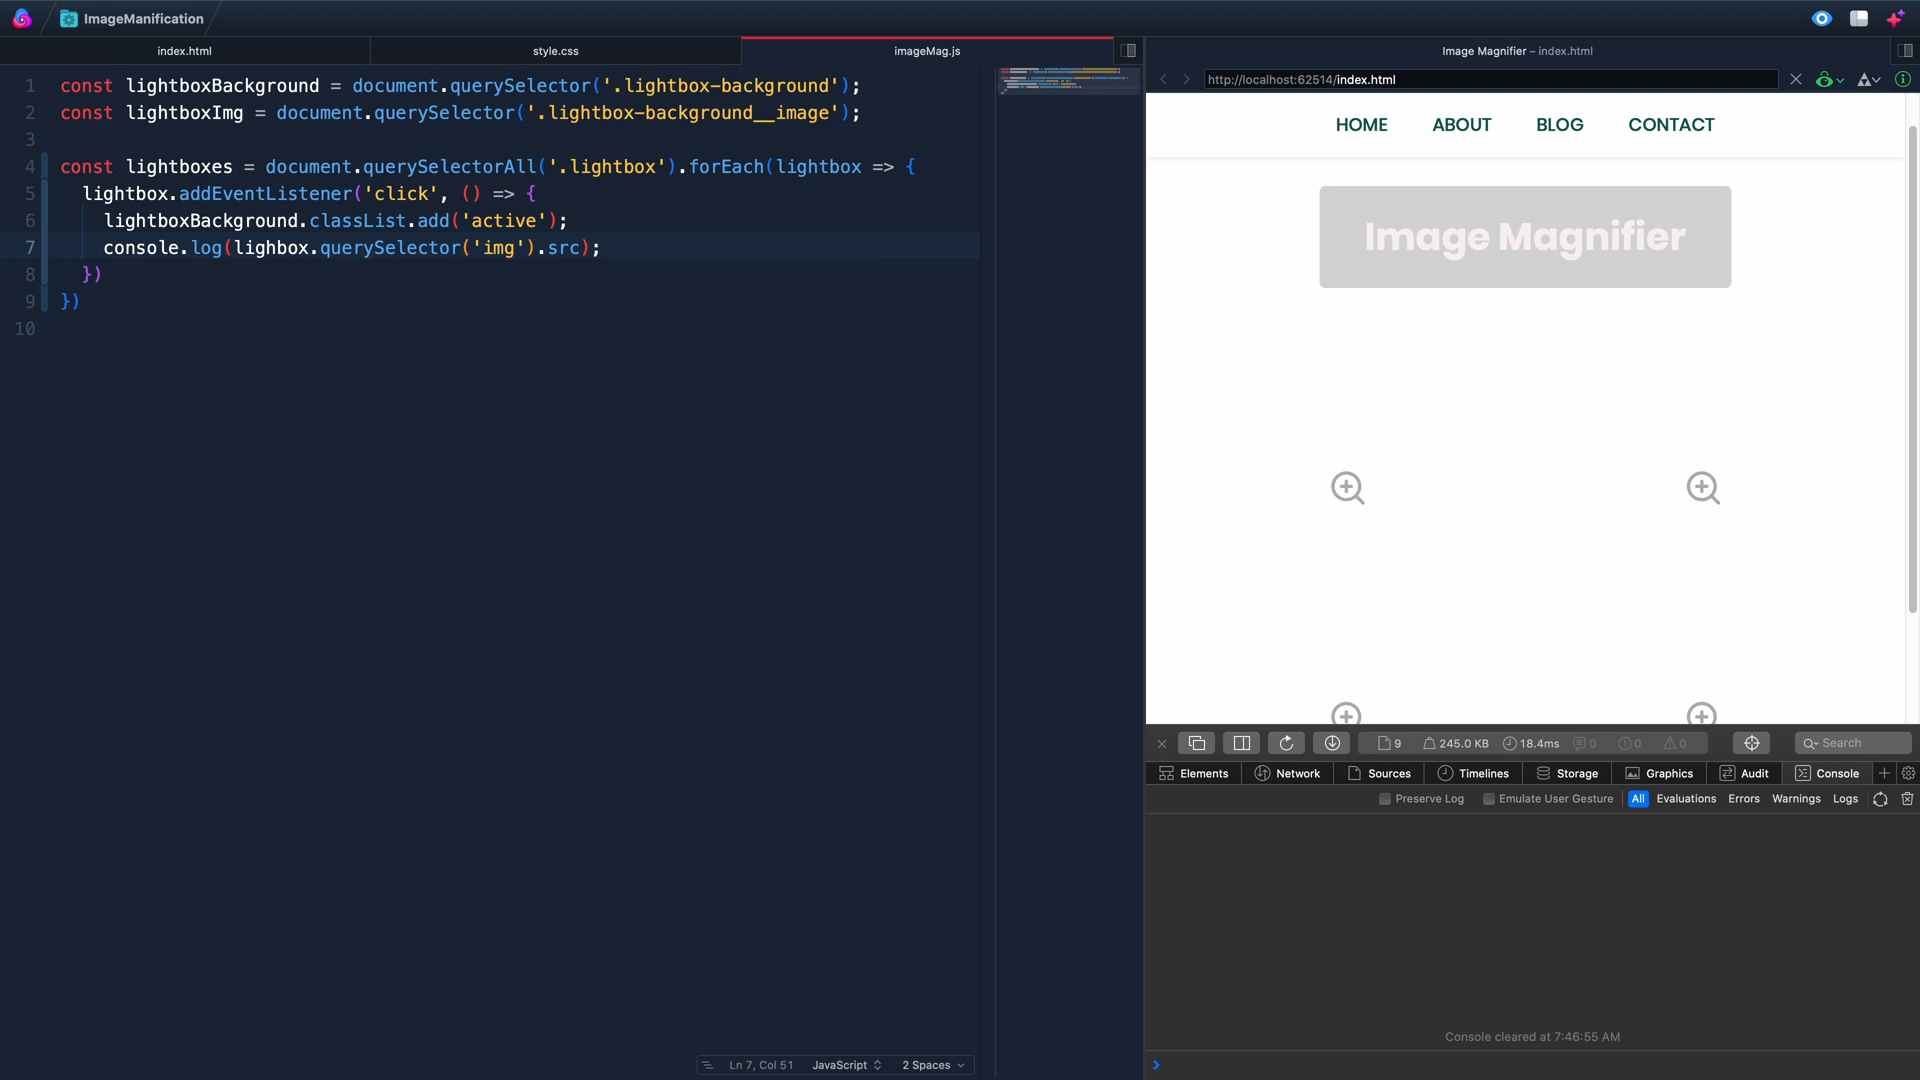 ImageManification
index.html
style.css
imageMag.js
Image Magnifier – index.html
http://localhost:62514/index.html
1 const lightboxBackground = document.querySelector('.lightbox-background');
2 const lightboxImg = document.querySelector('.lightbox-background__image');
3
4 const lightboxes = document.querySelectorAll('.lightbox').forEach(lightbox => {
5 lightbox.addEventListener('click', () => {
6 lightboxBackground.classList.add('active');
7 console.log(lighbox.querySelector('img').src);
8 })
9 })
10
HOME ABOUT BLOG CONTACT
Image Magnifier
9 245.0 KB 18.4ms 0 0 0 Search
Elements Network Sources Timelines Storage Graphics Audit Console
Preserve Log Emulate User Gesture All Evaluations Errors Warnings Logs
Console cleared at 7:46:55 AM
Ln 7, Col 51 JavaScript 2 Spaces